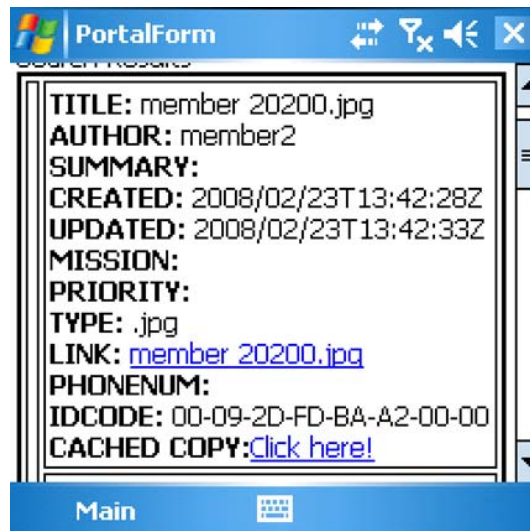 PortalForm
Search Results
TITLE: member 20200.jpg
AUTHOR: member2
SUMMARY:
CREATED: 2008/02/23T13:42:28Z
UPDATED: 2008/02/23T13:42:33Z
MISSION:
PRIORITY:
TYPE: .jpg
LINK: member 20200.jpg
PHONENUM:
IDCODE: 00-09-2D-FD-BA-A2-00-00
CACHED COPY:Click here!
Main